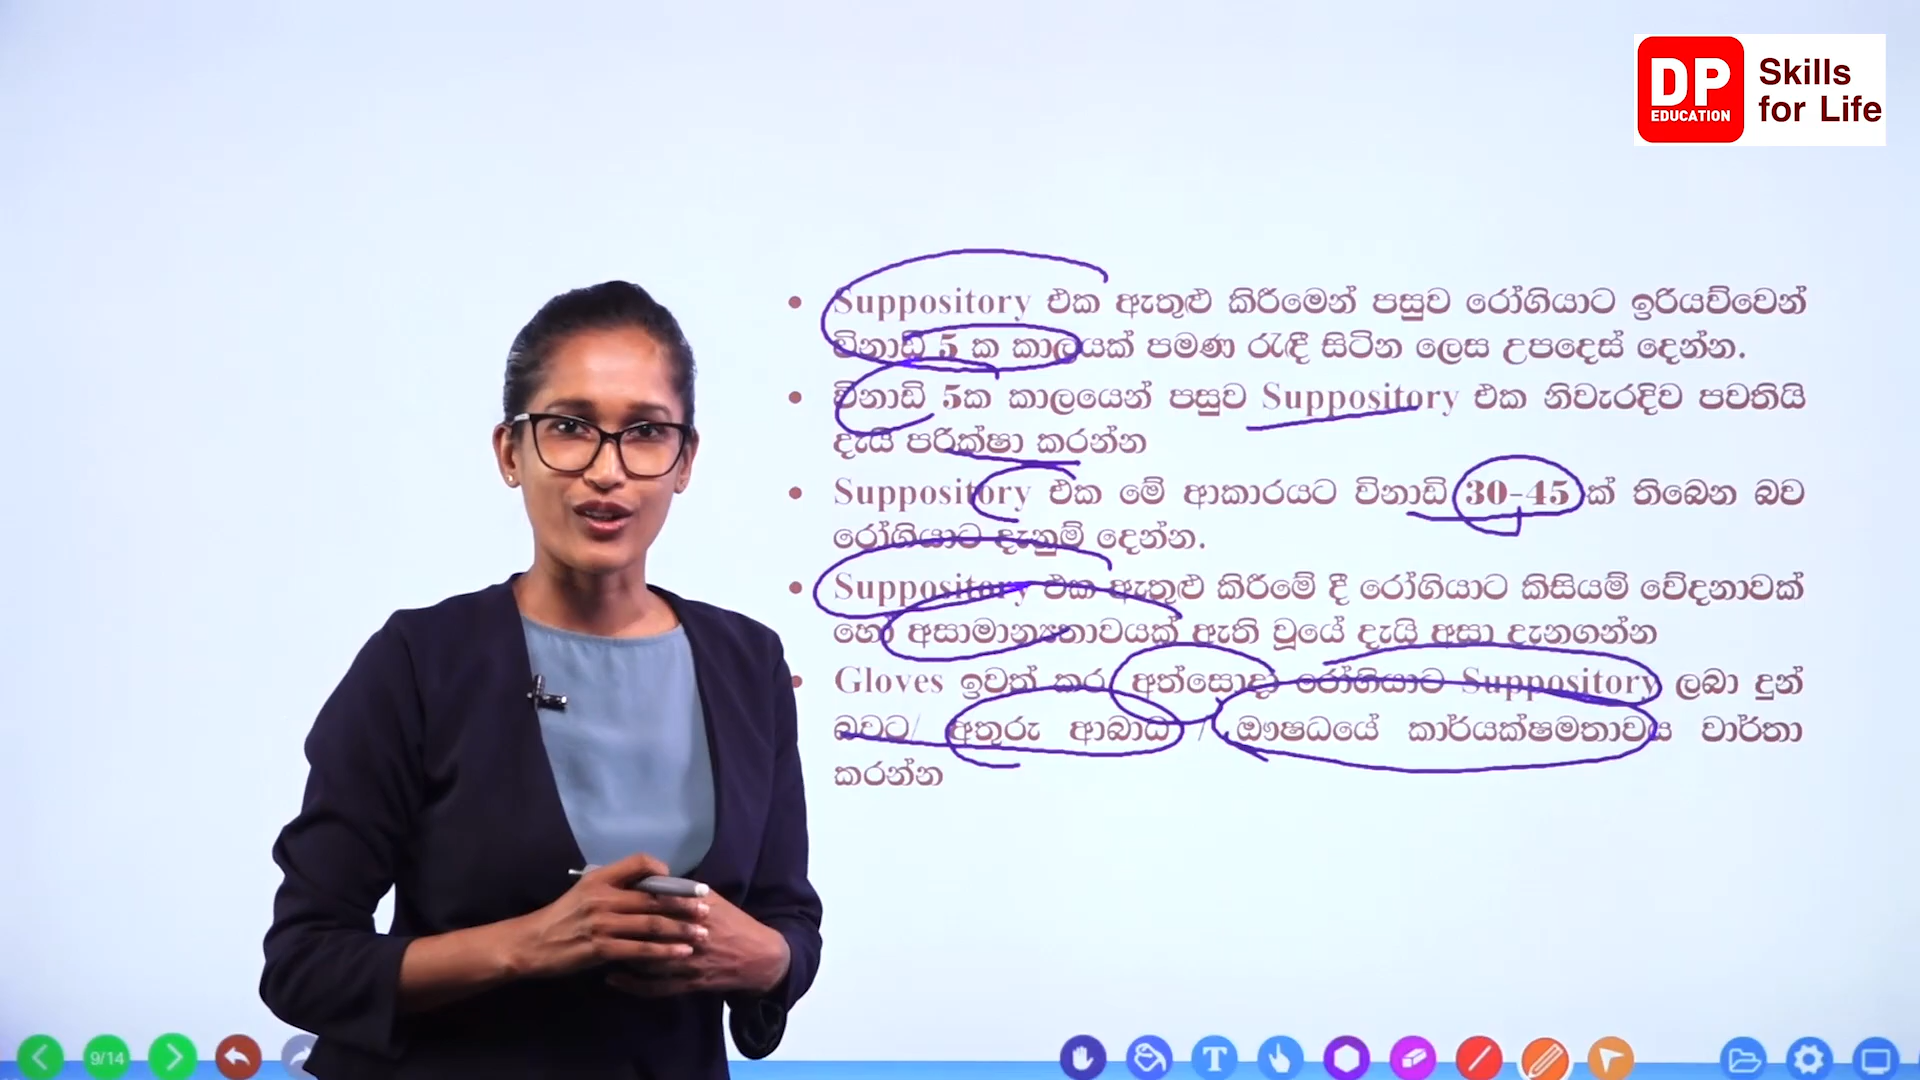 DP
EDUCATION
Skills
for Life
• Suppository එක ඇතුළු කිරීමෙන් පසුව රෝගියාට ඉරියව්වෙන්
විනාඩි 5 ක කාලයක් පමණ රැඳී සිටින ලෙස උපදෙස් දෙන්න.
• විනාඩි 5ක කාලයෙන් පසුව Suppository එක නිවැරදිව පවතියි
දැයි පරික්ෂා කරන්න
• Suppository එක මේ ආකාරයට විනාඩි 30-45ක් තිබෙන බව
රෝගියාට දැනුම් දෙන්න.
• Suppository එක ඇතුළු කිරීමේ දී රෝගියාට කිසියම් වේදනාවක්
හෝ අසාමාන්‍යතාවයක් ඇති වූයේ දැයි අසා දැනගන්න
• Gloves ඉවත් කර අත්සොදා රෝගියාට Suppository ලබා දුන්
බවට/ අතුරු ආබාධ / ඖෂධයේ කාර්යක්ෂමතාවය වාර්තා
කරන්න
9/14